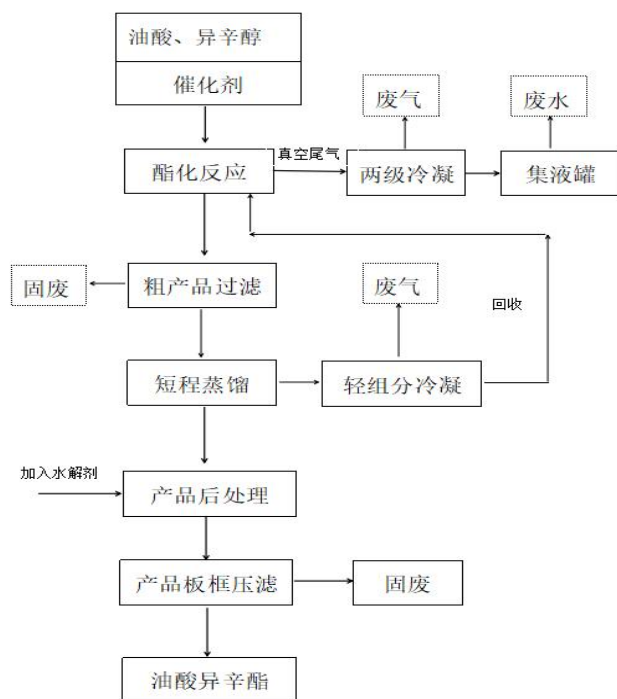 油酸、异辛醇
催化剂
废气
废水
酯化反应
真空尾气
两级冷凝
集液罐
固废
粗产品过滤
废气
回收
短程蒸馏
轻组分冷凝
加入水解剂
产品后处理
产品板框压滤
固废
油酸异辛酯